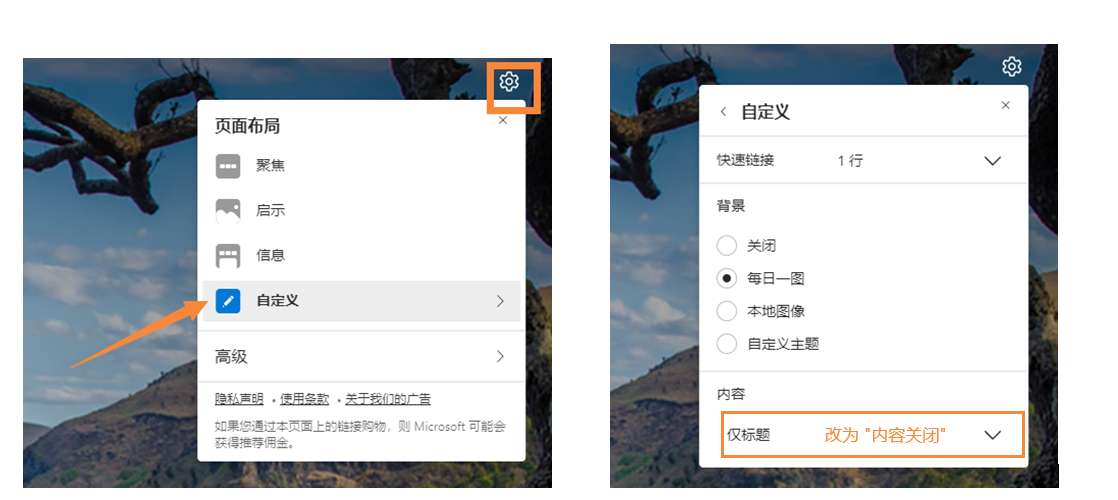 页面布局
聚焦
启示
信息
自定义
高级
隐私声明 • 使用条款 • 关于我们的广告
如果您通过本页面上的链接购物，则 Microsoft 可能会
获得推荐佣金。
自定义
快速链接 1 行
背景
关闭
每日一图
本地图像
自定义主题
内容
仅标题 改为 "内容关闭"